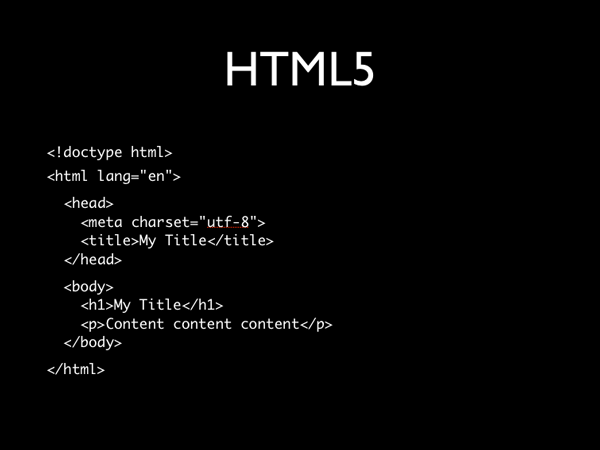 HTML5
<!doctype html>
<html lang="en">
<head>
<meta charset="utf-8">
<title>My Title</title>
</head>
<body>
<h1>My Title</h1>
<p>Content content content</p>
</body>
</html>